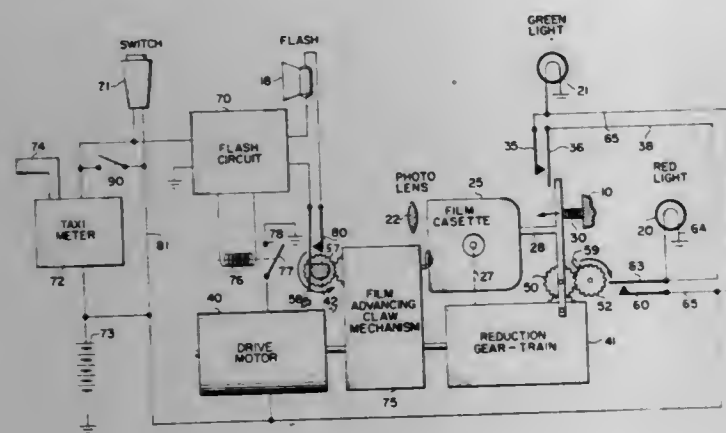 GREEN
LIGHT
SWITCH
FLASH
71
18
21
70
65
35
36
38
74
FLASH
CIRCUIT
PHOTO
LENS
25
10
RED
LIGHT
90
22
FILM
CASETTE
TAXI
METER
80
30
20
64
28
72
81
78
57
59
76
77
27
63
73
40
58
42
FILM
ADVANCING
CLAW
MECHANISM
50
52
60
65
DRIVE
MOTOR
REDUCTION
GEAR-TRAIN
41
75